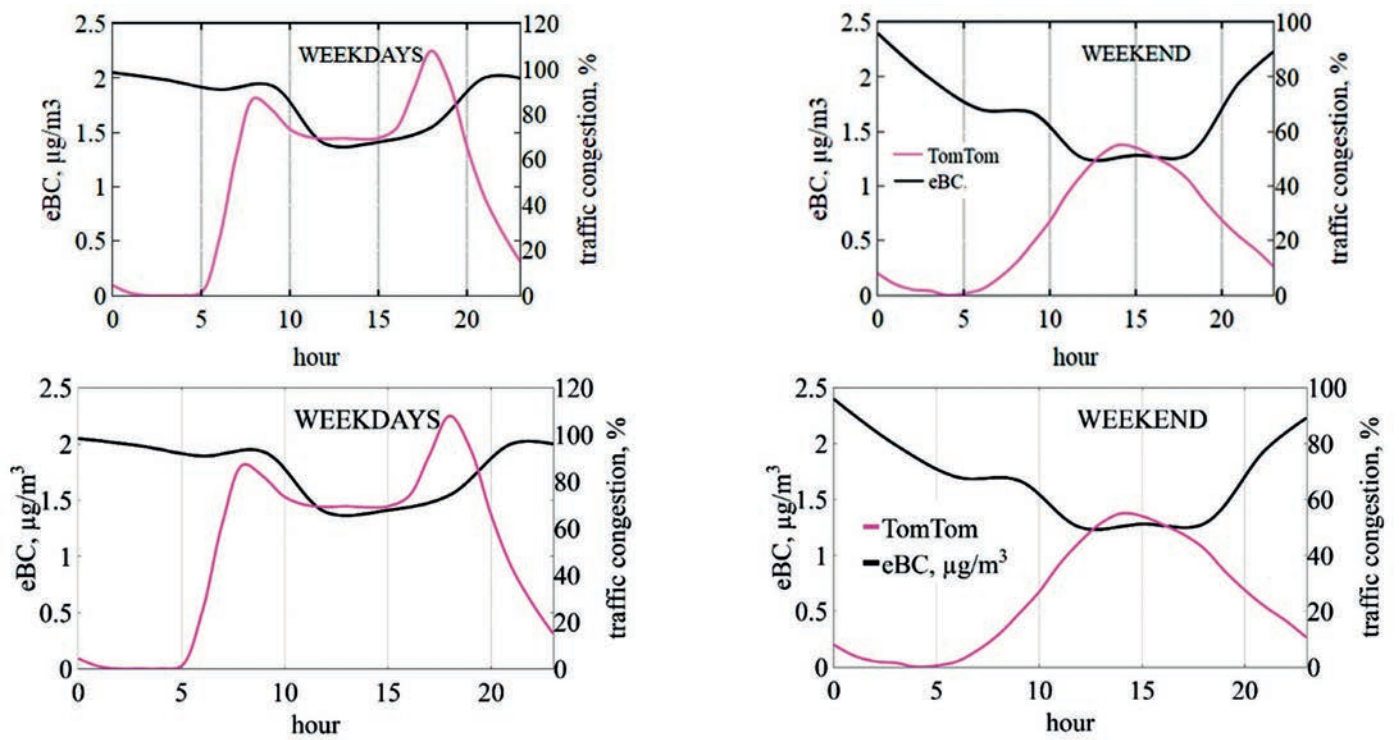 WEEKDAYS
eBC, µg/m3
2.5
2
1.5
1
0.5
0
120
100
80
60
40
20
0
traffic congestion, %
0 5 10 15 20
hour
WEEKEND
eBC, µg/m3
2.5
2
1.5
1
0.5
0
100
80
60
40
20
0
traffic congestion, %
TomTom
eBC.
0 5 10 15 20
hour
WEEKDAYS
eBC, µg/m³
2.5
2
1.5
1
0.5
0
120
100
80
60
40
20
0
traffic congestion, %
0 5 10 15 20
hour
WEEKEND
eBC, µg/m³
2.5
2
1.5
1
0.5
0
100
80
60
40
20
0
traffic congestion, %
TomTom
eBC, µg/m³
0 5 10 15 20
hour